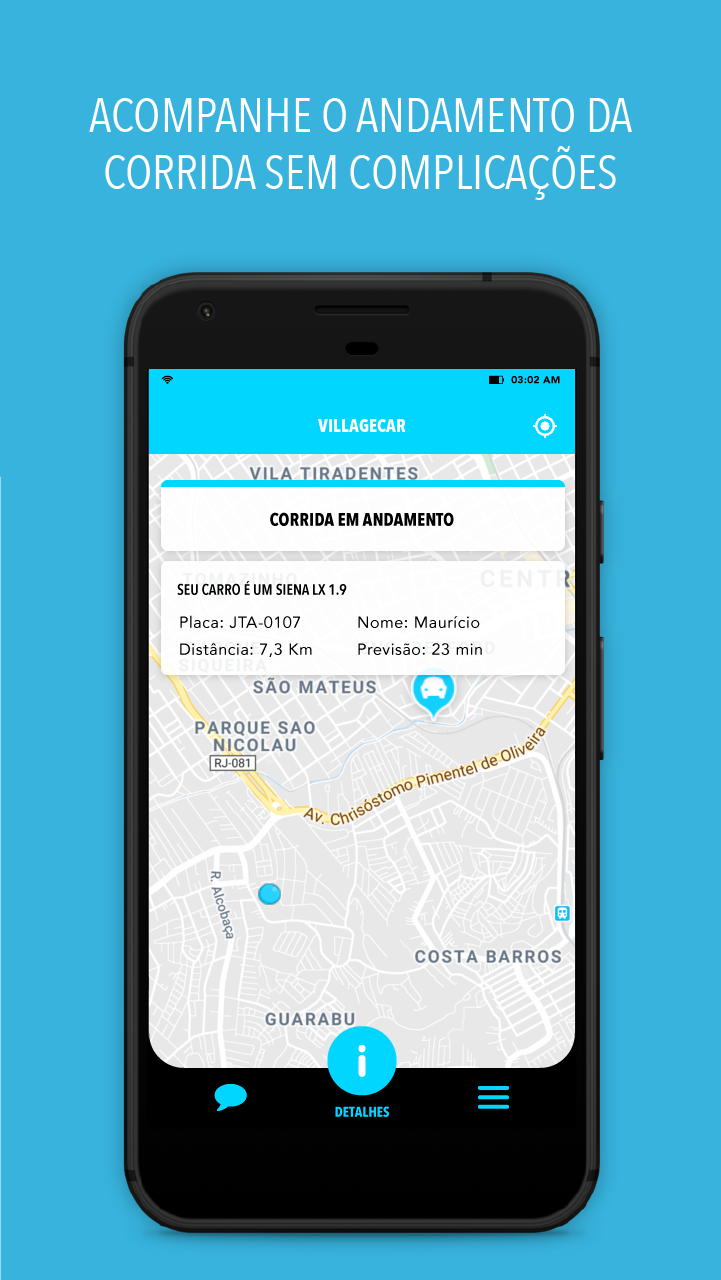 ACOMPANHE O ANDAMENTO DA
CORRIDA SEM COMPLICAÇÕES
03:02 AM
VILLAGECAR
VILA TIRADENTES
CORRIDA EM ANDAMENTO
TOMAZINHO
CENTR
SEU CARRO É UM SIENA LX 1.9
Placa: JTA-0107
Nome: Maurício
Distância: 7,3 Km
Previsão: 23 min
SIQUEIRA
SÃO MATEUS
PARQUE SAO
NICOLAU
RJ-081
Av. Chrisóstomo Pimentel de Oliveira
R. Alcobaça
COSTA BARROS
GUARABU
i
DETALHES